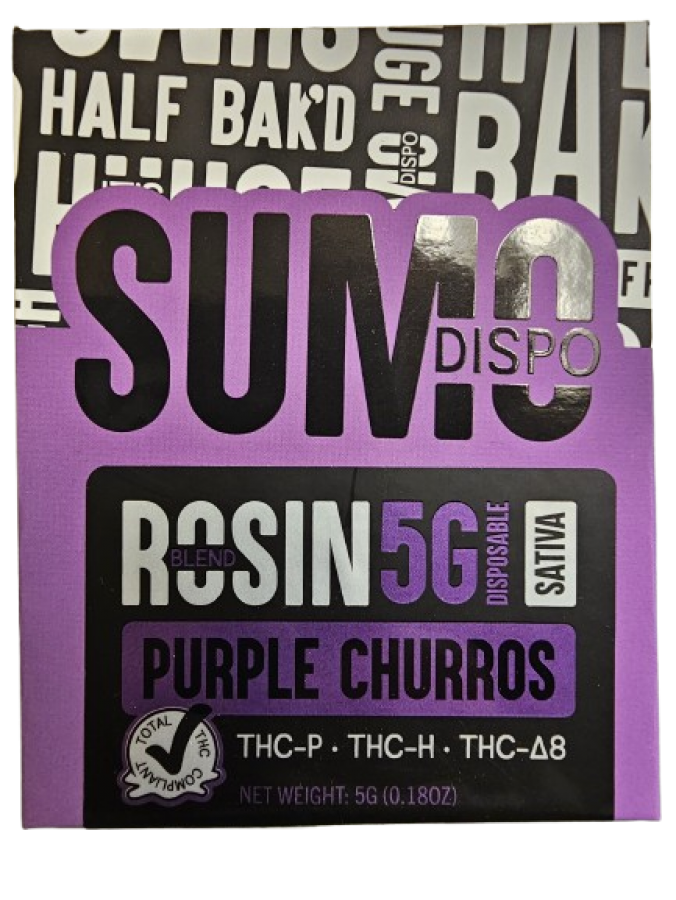 HALF BAK'D
DISPO
SUMO
DISPO
ROSIN 5G
BLEND
DISPOSABLE
SATIVA
PURPLE CHURROS
TOTAL THC COMPLIANT
THC-P · THC-H · THC-Δ8
NET WEIGHT: 5G (0.18OZ)